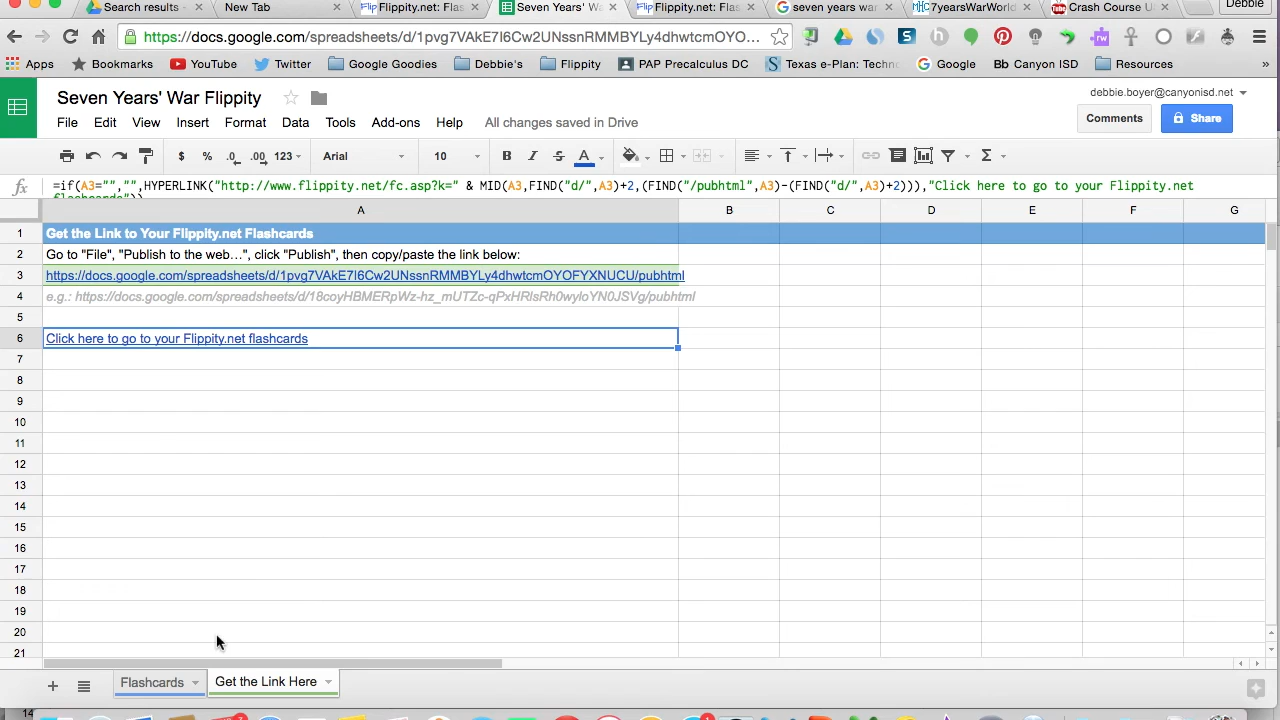 Search results -
New Tab
Flippity.net: Flas
Seven Years' Wa
Flippity.net: Flas
seven years war
7yearsWarWorld
Crash Course U
Debbie
https://docs.google.com/spreadsheets/d/1pvg7VAkE7I6Cw2UNssnRMMBYLy4dhwtcmOYO...
Apps
Bookmarks
YouTube
Twitter
Google Goodies
Debbie's
Flippity
PAP Precalculus DC
Texas e-Plan: Techn
Google
Bb Canyon ISD
Resources
»
Seven Years' War Flippity
debbie.boyer@canyonisd.net
File Edit View Insert Format Data Tools Add-ons Help All changes saved in Drive
Comments
Share
$ % .0 .00 123 Arial 10 B I S A
fx =if(A3="","",HYPERLINK("http://www.flippity.net/fc.asp?k=" & MID(A3,FIND("d/",A3)+2,(FIND("/pubhtml",A3)-(FIND("d/",A3)+2))),"Click here to go to your Flippity.net
flashcards"))
A B C D E F G
1 Get the Link to Your Flippity.net Flashcards
2 Go to "File", "Publish to the web…", click "Publish", then copy/paste the link below:
3 https://docs.google.com/spreadsheets/d/1pvg7VAkE7I6Cw2UNssnRMMBYLy4dhwtcmOYOFYXNUCU/pubhtml
4 e.g.: https://docs.google.com/spreadsheets/d/18coyHBMERpWz-hz_mUTZc-qPxHRlsRh0wyloYN0JSVg/pubhtml
5
6 Click here to go to your Flippity.net flashcards
7
8
9
10
11
12
13
14
15
16
17
18
19
20
21
Flashcards
Get the Link Here
14